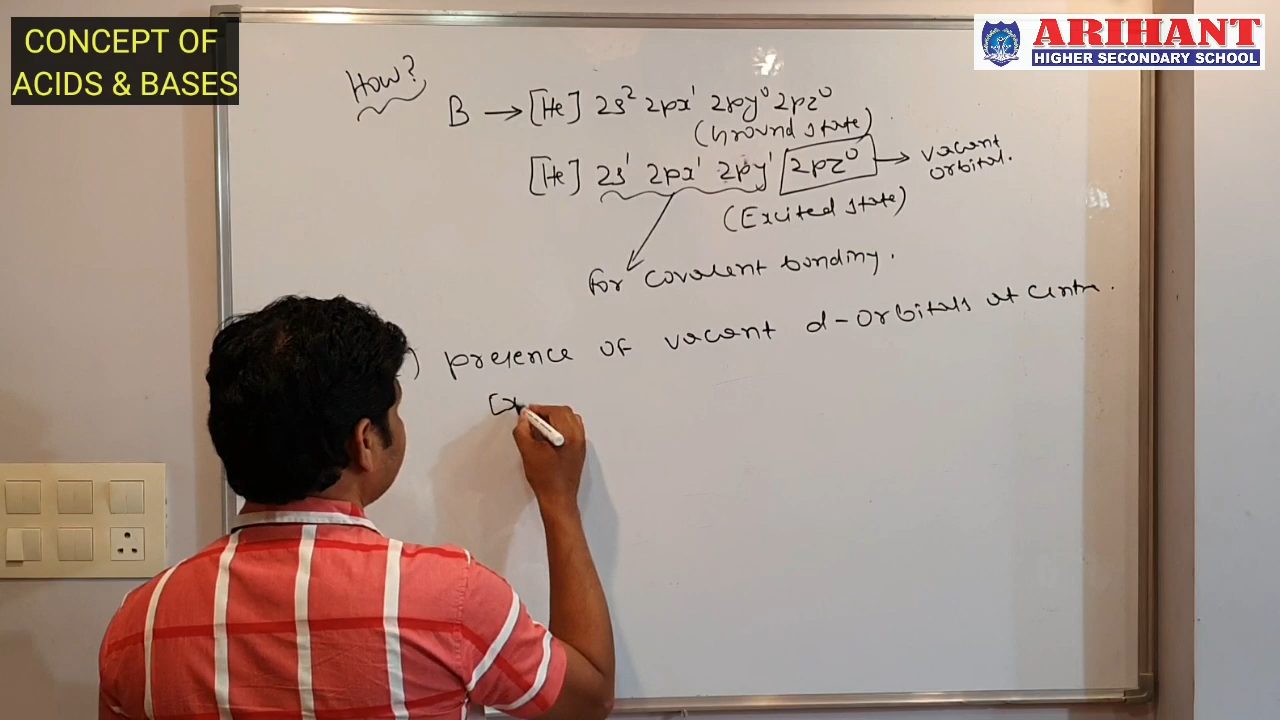 CONCEPT OF
ACIDS & BASES
ARIHANT
HIGHER SECONDARY SCHOOL
How?
B → [He] 2s² 2px¹ 2py⁰ 2pz⁰
(Ground state)
[He] 2s¹ 2px¹ 2py¹ 2pz⁰ → vacant orbital.
(Excited state)
For covalent bonding.
) presence of vacant d-orbitals at centre.